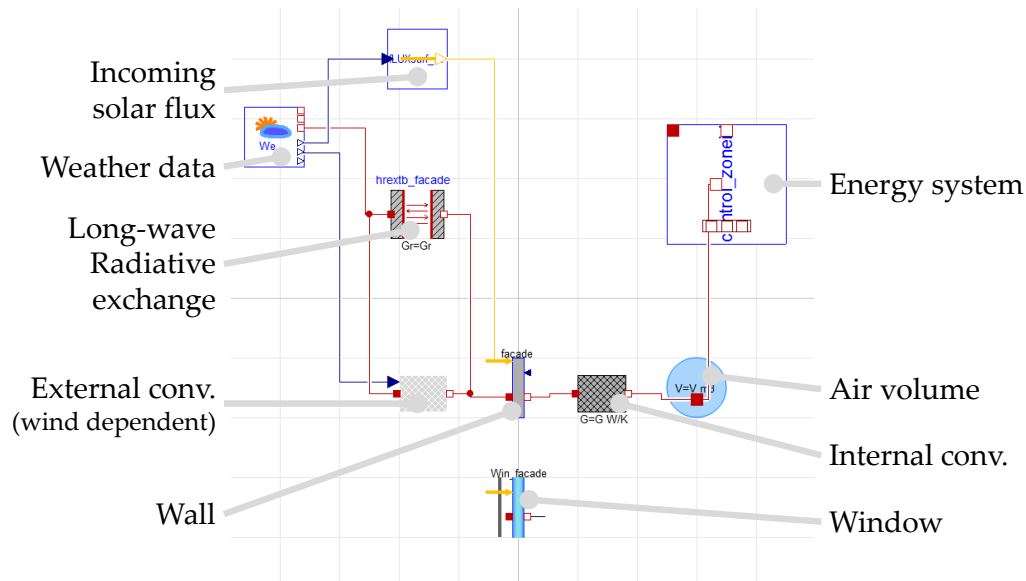 Incoming
solar flux
Weather data
We
hrextb_facade
Gr=Gr
Long-wave
Radiative
exchange
control_zone
Energy system
External conv.
(wind dependent)
facade
G=G W/K
Air volume
Internal conv.
Wall
Win_facade
Window